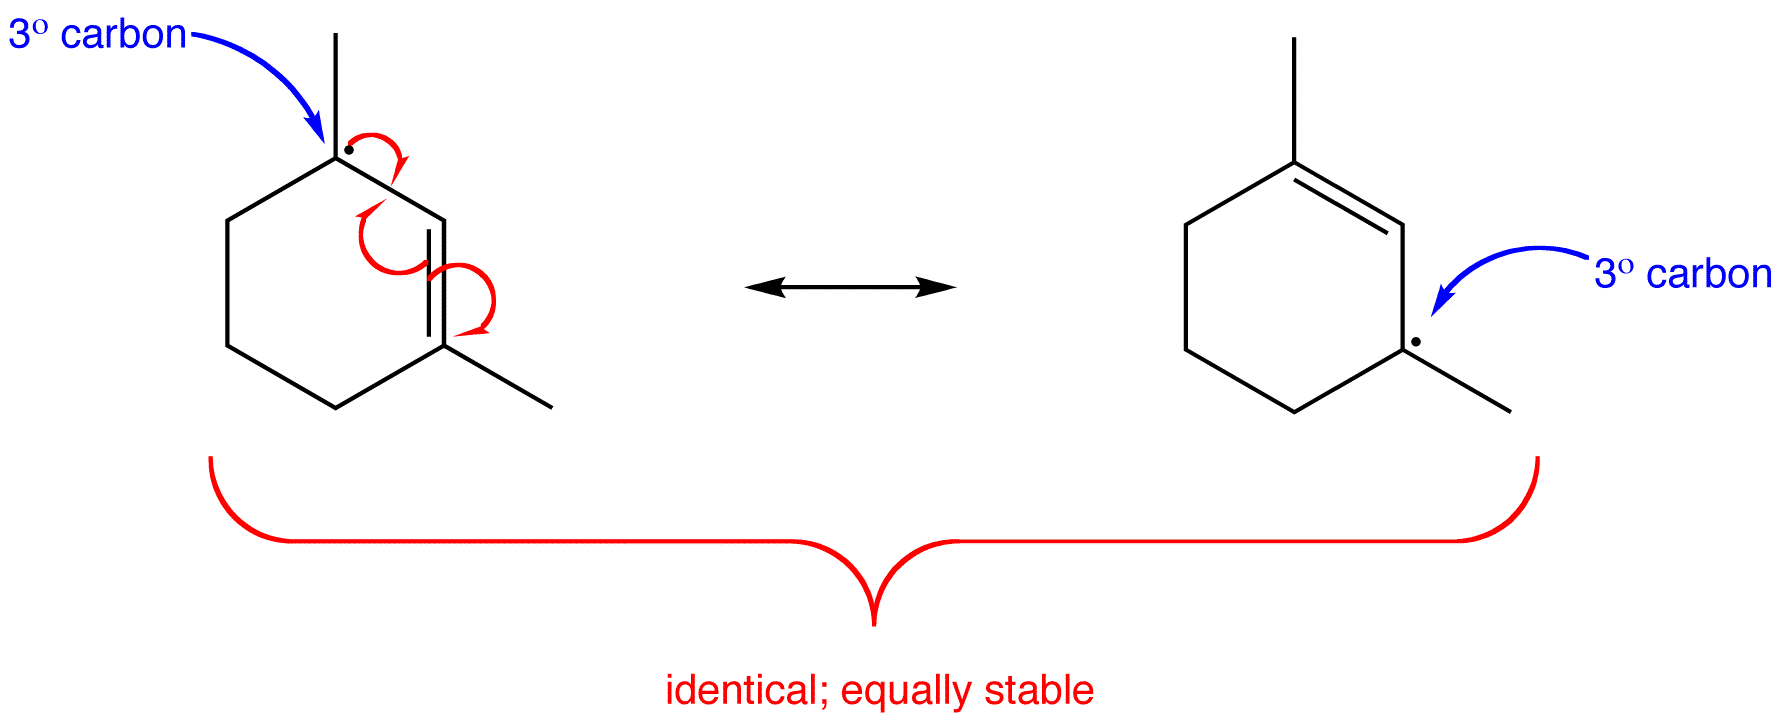 3º carbon
3º carbon
identical; equally stable